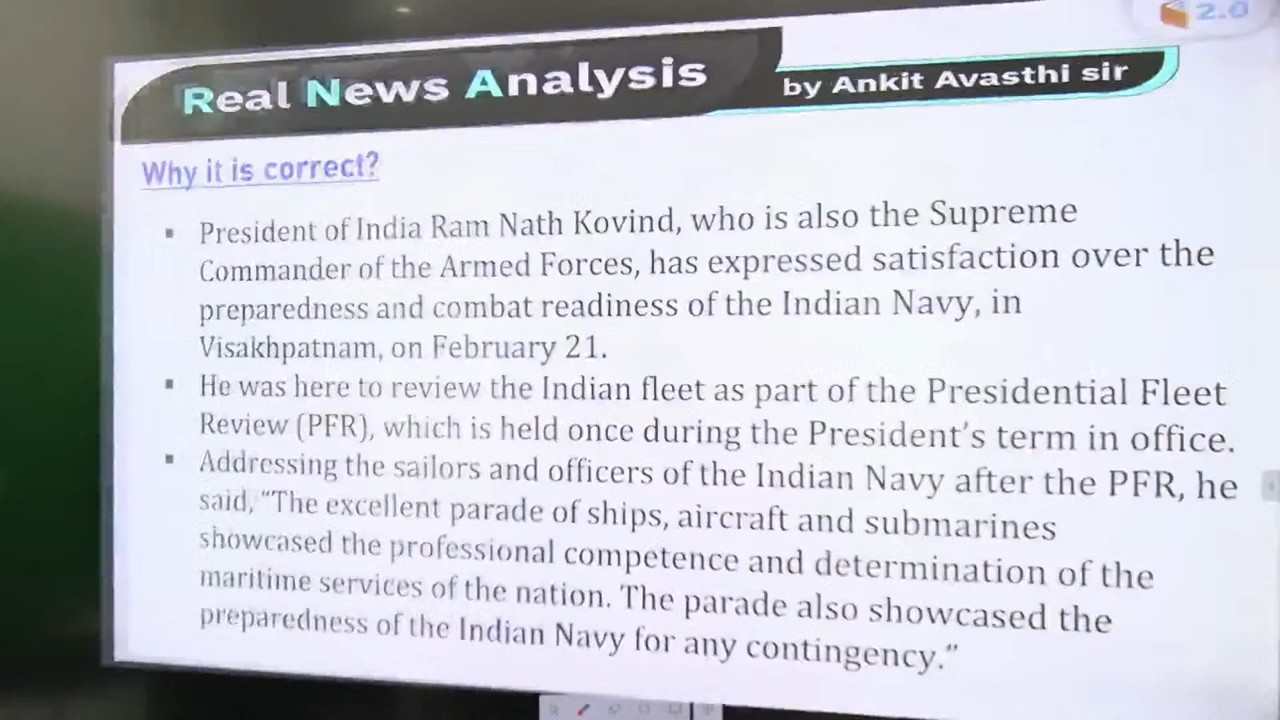 2.0
Real News Analysis
by Ankit Avasthi sir
Why it is correct?
▪ President of India Ram Nath Kovind, who is also the Supreme
Commander of the Armed Forces, has expressed satisfaction over the
preparedness and combat readiness of the Indian Navy, in
Visakhpatnam, on February 21.
▪ He was here to review the Indian fleet as part of the Presidential Fleet
Review (PFR), which is held once during the President's term in office.
▪ Addressing the sailors and officers of the Indian Navy after the PFR, he
said, “The excellent parade of ships, aircraft and submarines
showcased the professional competence and determination of the
maritime services of the nation. The parade also showcased the
preparedness of the Indian Navy for any contingency.”